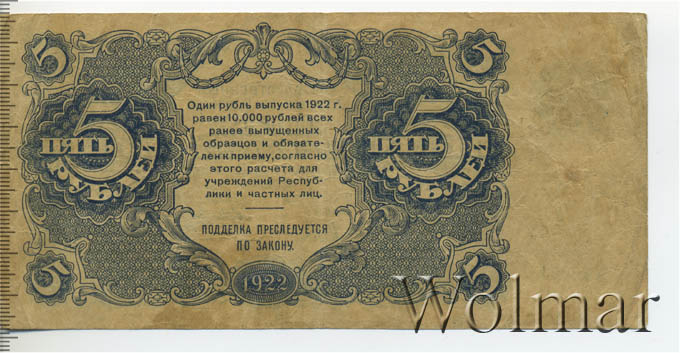 5 5
Один рубль выпуска 1922 г.
равен 10.000 рублей всех
ранее выпущенных
образцов и обязате-
лен к приему, согласно
этого расчета для
учреждений Респуб-
лики и частных лиц.
5 ПЯТЬ РУБЛЕЙ
5 ПЯТЬ РУБЛЕЙ
ПОДДЕЛКА ПРЕСЛЕДУЕТСЯ
ПО ЗАКОНУ.
5 1922 5
Wolmar